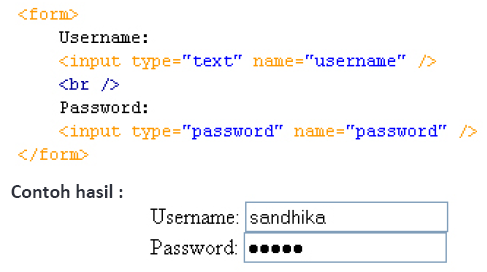 <form>
Username:
<input type="text" name="username" />
<br />
Password:
<input type="password" name="password" />
</form>
Contoh hasil :
Username: sandhika
Password: •••••